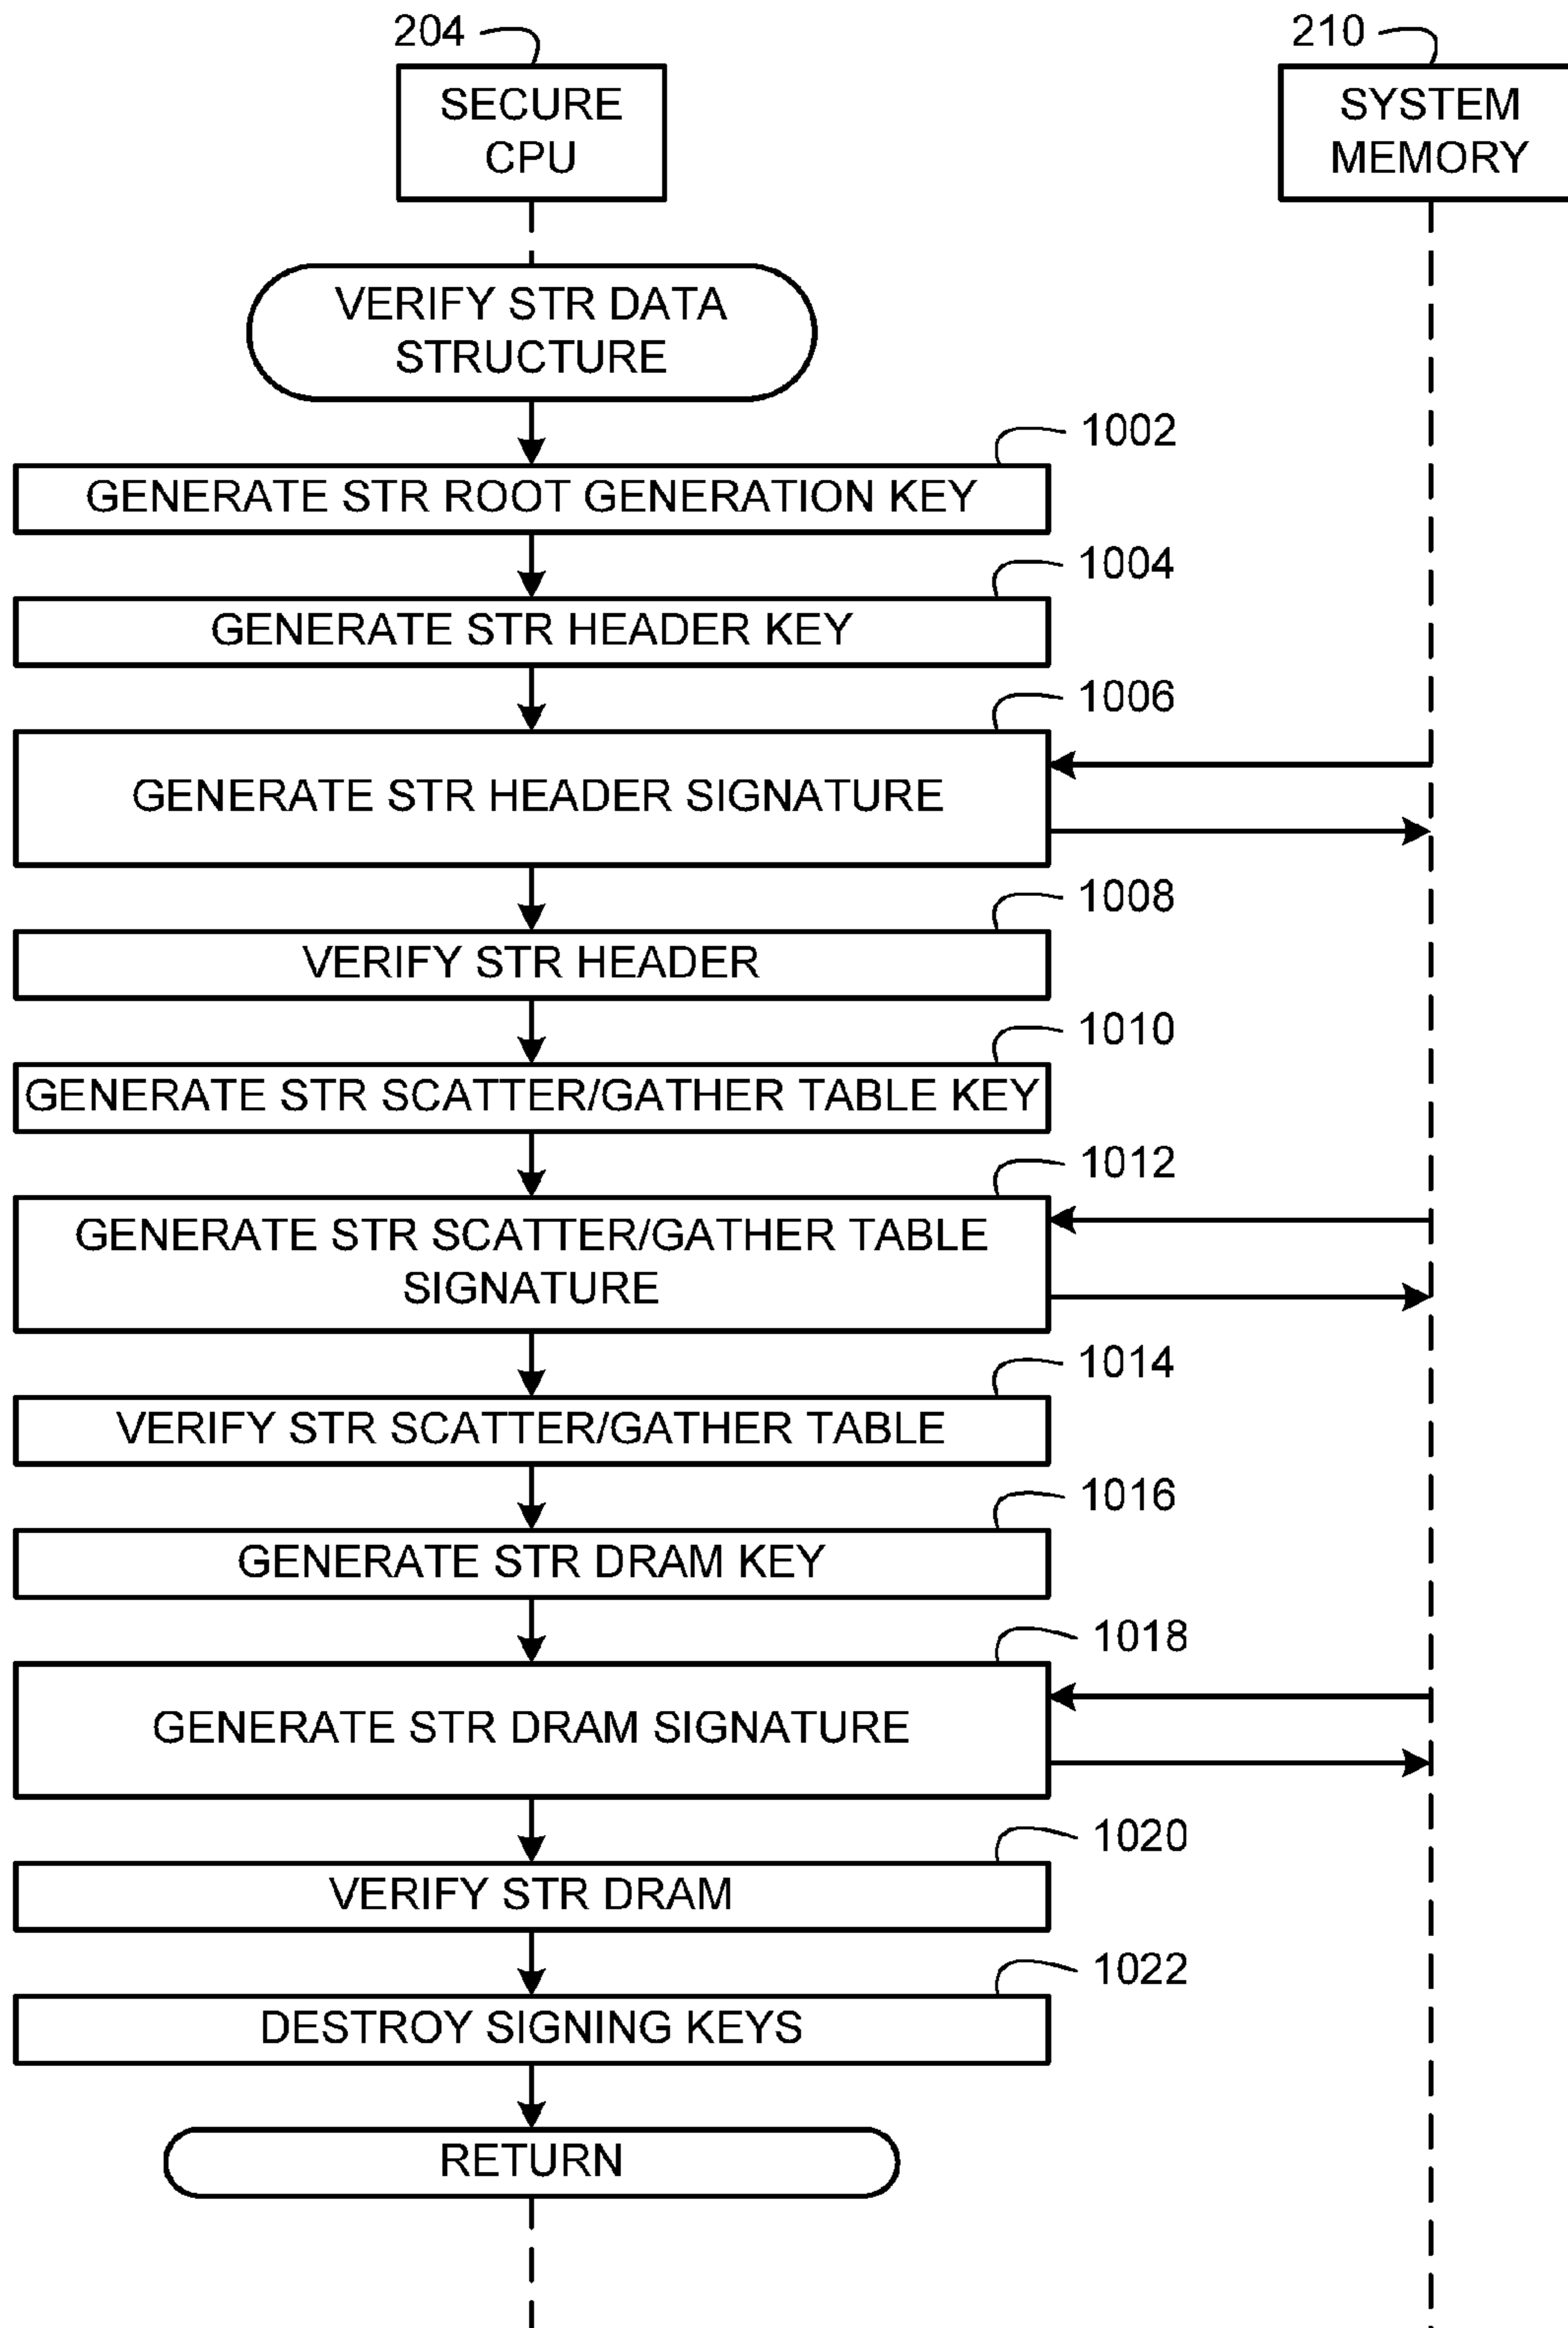 204
210
SECURE
CPU
SYSTEM
MEMORY
VERIFY STR DATA
STRUCTURE
1002
GENERATE STR ROOT GENERATION KEY
1004
GENERATE STR HEADER KEY
1006
GENERATE STR HEADER SIGNATURE
1008
VERIFY STR HEADER
1010
GENERATE STR SCATTER/GATHER TABLE KEY
1012
GENERATE STR SCATTER/GATHER TABLE
SIGNATURE
1014
VERIFY STR SCATTER/GATHER TABLE
1016
GENERATE STR DRAM KEY
1018
GENERATE STR DRAM SIGNATURE
1020
VERIFY STR DRAM
1022
DESTROY SIGNING KEYS
RETURN